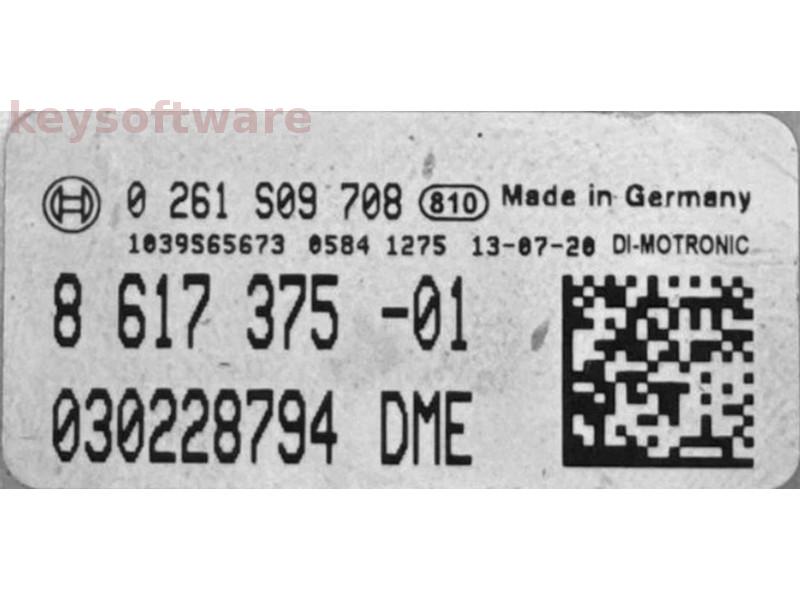 keysoftware
0 261 S09 708 810 Made in Germany
1039S65673 0584 1275 13-07-20 DI-MOTRONIC
8 617 375 -01
030228794 DME